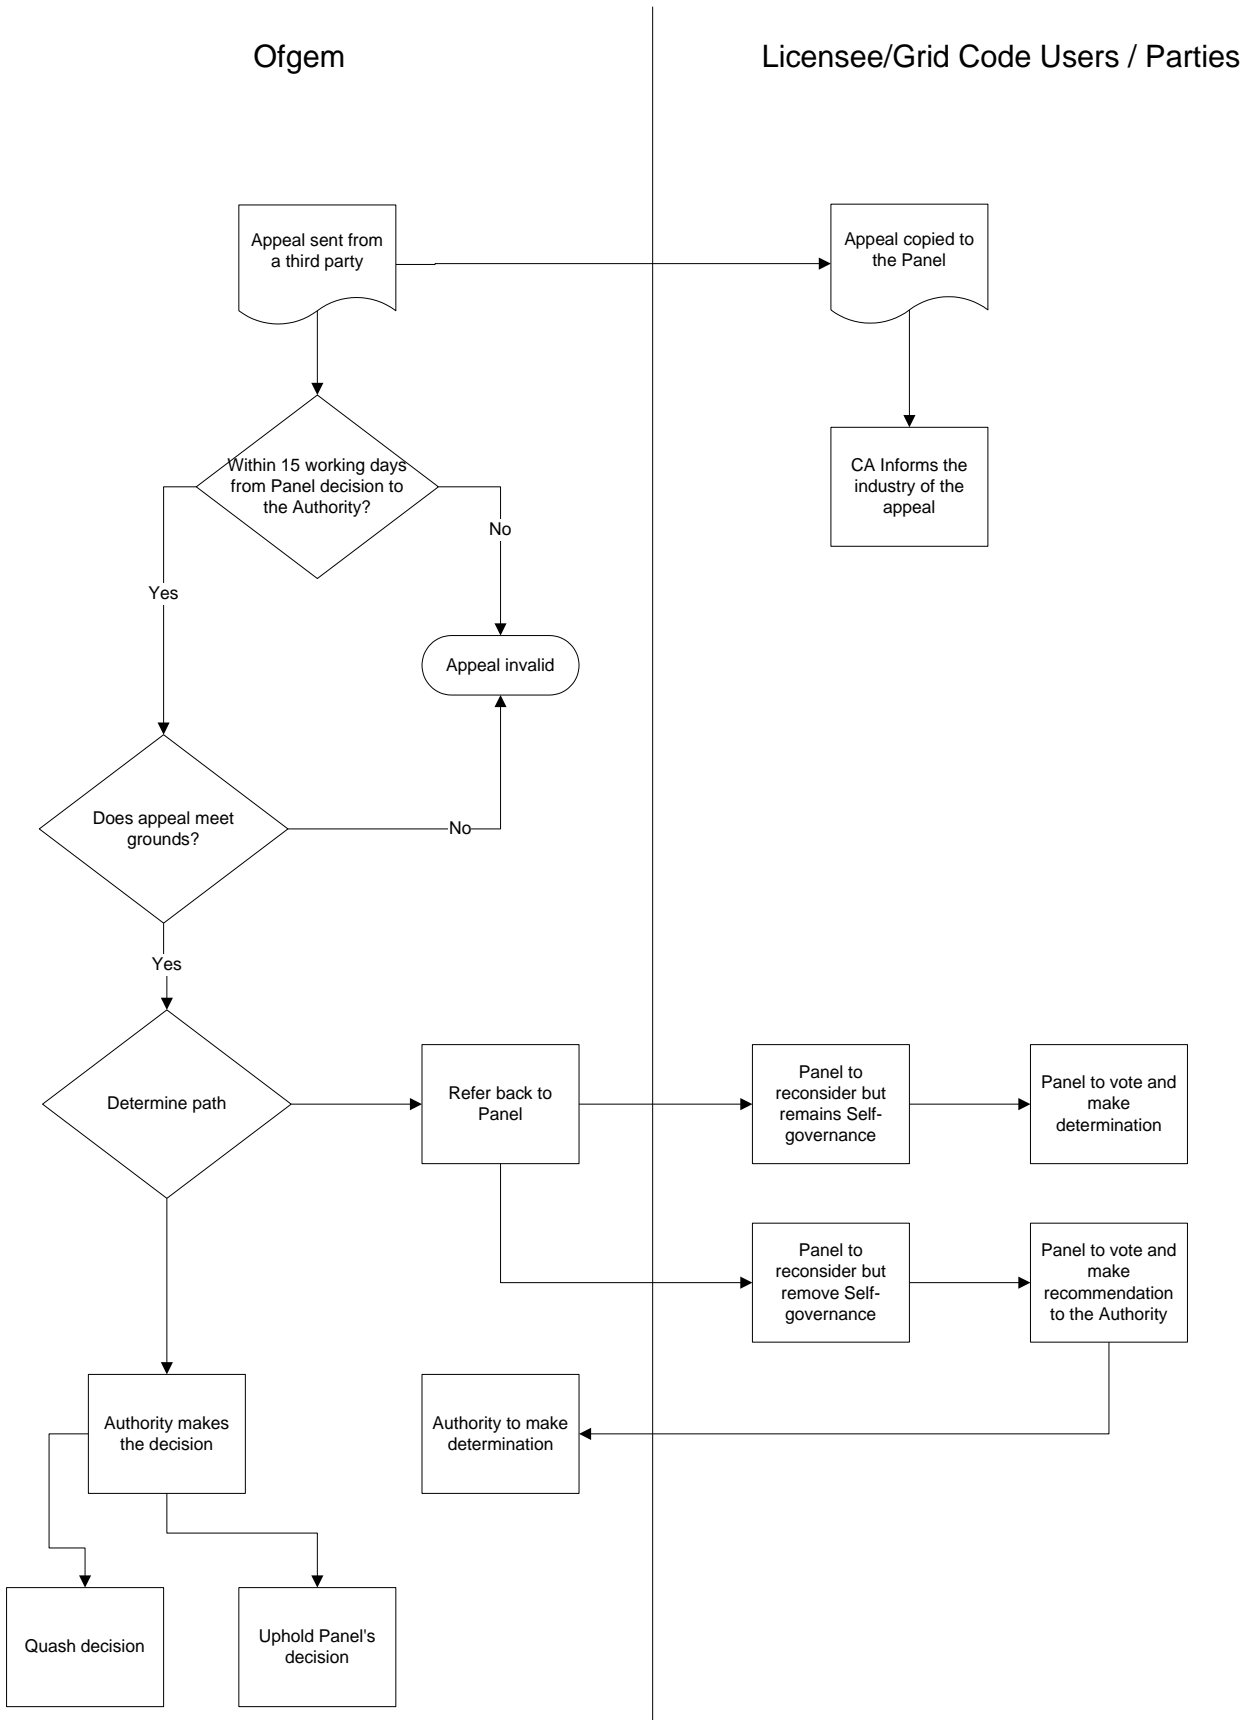 Ofgem
Licensee/Grid Code Users / Parties
Appeal sent from
a third party
Appeal copied to
the Panel
Within 15 working days
from Panel decision to
the Authority?
CA Informs the
industry of the
appeal
No
Yes
Appeal invalid
Does appeal meet
grounds?
No
Yes
Determine path
Refer back to
Panel
Panel to
reconsider but
remains Self-
governance
Panel to vote and
make
determination
Panel to
reconsider but
remove Self-
governance
Panel to vote and
make
recommendation
to the Authority
Authority makes
the decision
Authority to make
determination
Quash decision
Uphold Panel's
decision